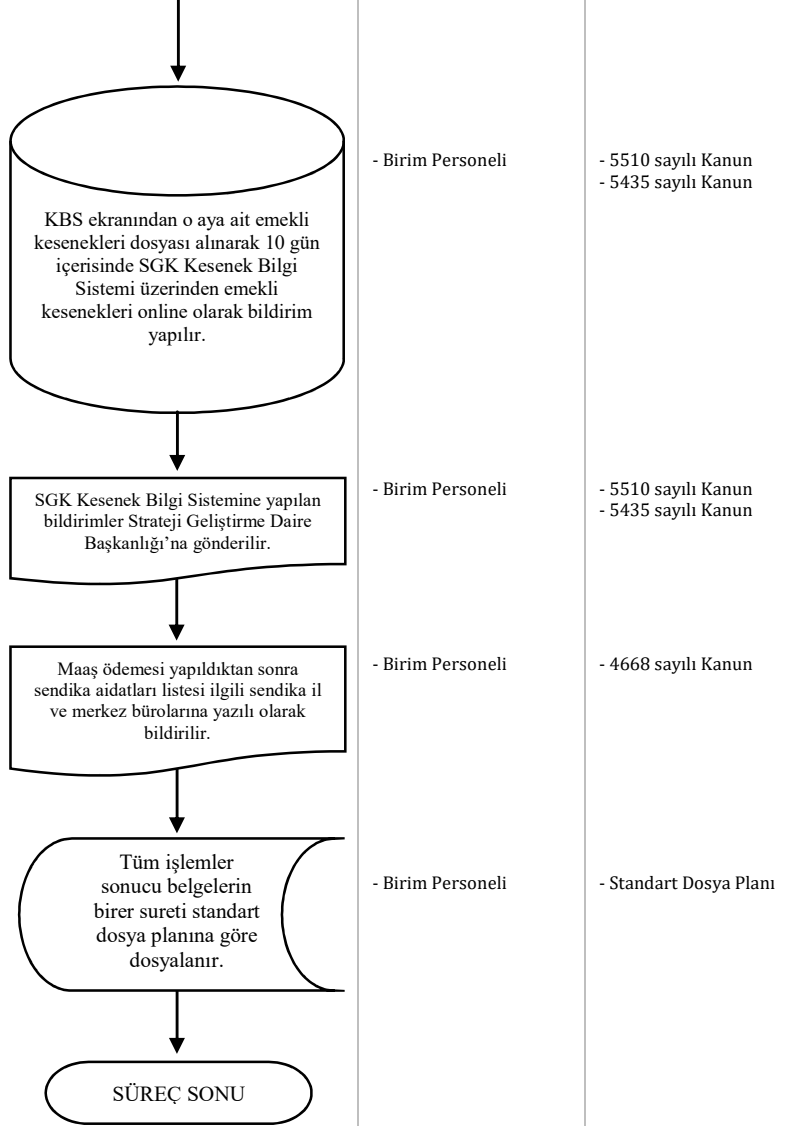 KBS ekranından o aya ait emekli
kesenekleri dosyası alınarak 10 gün
içerisinde SGK Kesenek Bilgi
Sistemi üzerinden emekli
kesenekleri online olarak bildirim
yapılır.
- Birim Personeli
- 5510 sayılı Kanun
- 5435 sayılı Kanun
SGK Kesenek Bilgi Sistemine yapılan
bildirimler Strateji Geliştirme Daire
Başkanlığı’na gönderilir.
- Birim Personeli
- 5510 sayılı Kanun
- 5435 sayılı Kanun
Maaş ödemesi yapıldıktan sonra
sendika aidatları listesi ilgili sendika il
ve merkez bürolarına yazılı olarak
bildirilir.
- Birim Personeli
- 4668 sayılı Kanun
Tüm işlemler
sonucu belgelerin
birer sureti standart
dosya planına göre
dosyalanır.
- Birim Personeli
- Standart Dosya Planı
SÜREÇ SONU